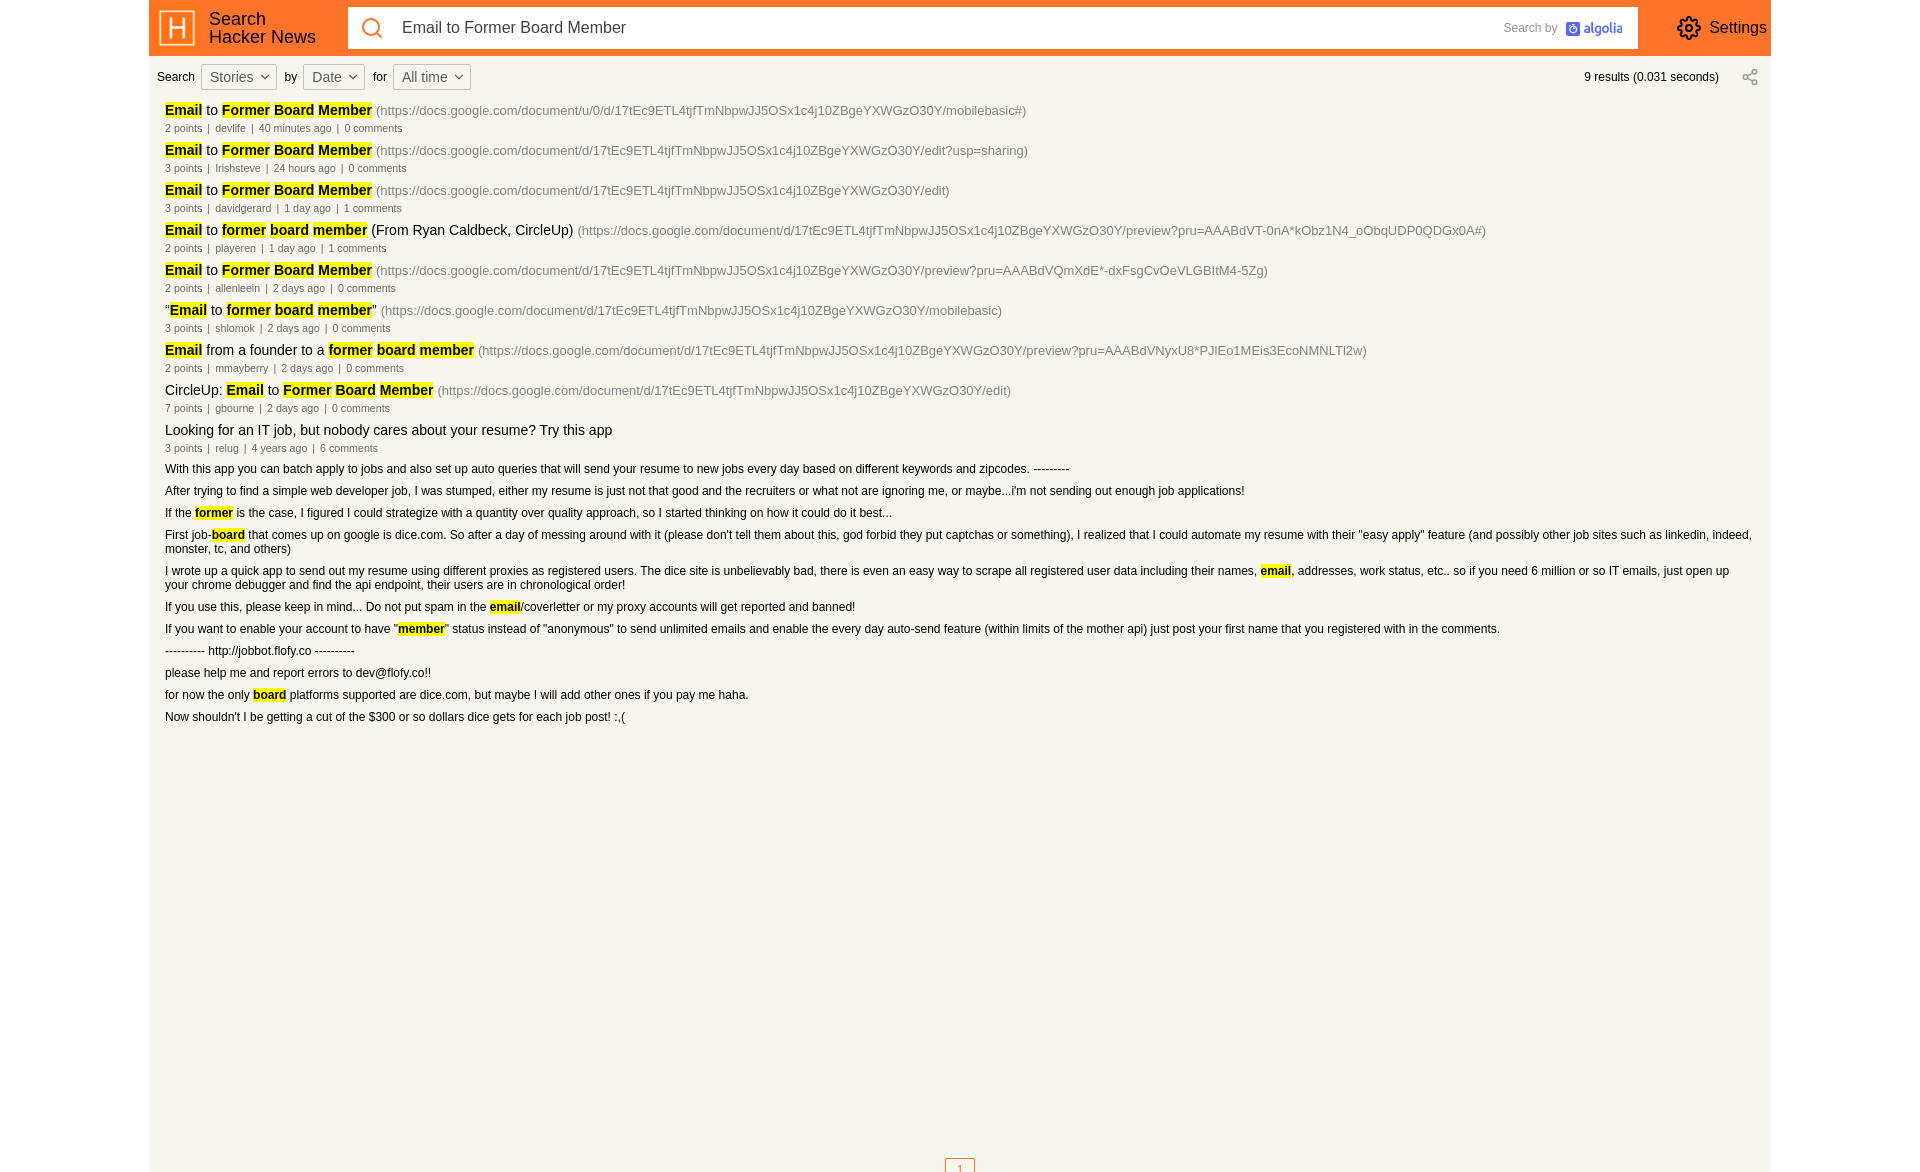 Search
Hacker News
Email to Former Board Member
Search by algolia
Settings
Search Stories by Date for All time
9 results (0.031 seconds)
Email to Former Board Member (https://docs.google.com/document/u/0/d/17tEc9ETL4tjfTmNbpwJJ5OSx1c4j10ZBgeYXWGzO30Y/mobilebasic#)
2 points | devlife | 40 minutes ago | 0 comments
Email to Former Board Member (https://docs.google.com/document/d/17tEc9ETL4tjfTmNbpwJJ5OSx1c4j10ZBgeYXWGzO30Y/edit?usp=sharing)
3 points | Irishsteve | 24 hours ago | 0 comments
Email to Former Board Member (https://docs.google.com/document/d/17tEc9ETL4tjfTmNbpwJJ5OSx1c4j10ZBgeYXWGzO30Y/edit)
3 points | davidgerard | 1 day ago | 1 comments
Email to former board member (From Ryan Caldbeck, CircleUp) (https://docs.google.com/document/d/17tEc9ETL4tjfTmNbpwJJ5OSx1c4j10ZBgeYXWGzO30Y/preview?pru=AAABdVT-0nA*kObz1N4_oObqUDP0QDGx0A#)
2 points | playeren | 1 day ago | 1 comments
Email to Former Board Member (https://docs.google.com/document/d/17tEc9ETL4tjfTmNbpwJJ5OSx1c4j10ZBgeYXWGzO30Y/preview?pru=AAABdVQmXdE*-dxFsgCvOeVLGBItM4-5Zg)
2 points | allenleein | 2 days ago | 0 comments
“Email to former board member” (https://docs.google.com/document/d/17tEc9ETL4tjfTmNbpwJJ5OSx1c4j10ZBgeYXWGzO30Y/mobilebasic)
3 points | shlomok | 2 days ago | 0 comments
Email from a founder to a former board member (https://docs.google.com/document/d/17tEc9ETL4tjfTmNbpwJJ5OSx1c4j10ZBgeYXWGzO30Y/preview?pru=AAABdVNyxU8*PJlEo1MEis3EcoNMNLTl2w)
2 points | mmayberry | 2 days ago | 0 comments
CircleUp: Email to Former Board Member (https://docs.google.com/document/d/17tEc9ETL4tjfTmNbpwJJ5OSx1c4j10ZBgeYXWGzO30Y/edit)
7 points | gbourne | 2 days ago | 0 comments
Looking for an IT job, but nobody cares about your resume? Try this app
3 points | relug | 4 years ago | 6 comments
With this app you can batch apply to jobs and also set up auto queries that will send your resume to new jobs every day based on different keywords and zipcodes. ---------
After trying to find a simple web developer job, I was stumped, either my resume is just not that good and the recruiters or what not are ignoring me, or maybe...i'm not sending out enough job applications!
If the former is the case, I figured I could strategize with a quantity over quality approach, so I started thinking on how it could do it best...
First job-board that comes up on google is dice.com. So after a day of messing around with it (please don't tell them about this, god forbid they put captchas or something), I realized that I could automate my resume with their "easy apply" feature (and possibly other job sites such as linkedin, indeed,
monster, tc, and others)
I wrote up a quick app to send out my resume using different proxies as registered users. The dice site is unbelievably bad, there is even an easy way to scrape all registered user data including their names, email, addresses, work status, etc.. so if you need 6 million or so IT emails, just open up
your chrome debugger and find the api endpoint, their users are in chronological order!
If you use this, please keep in mind... Do not put spam in the email/coverletter or my proxy accounts will get reported and banned!
If you want to enable your account to have "member" status instead of "anonymous" to send unlimited emails and enable the every day auto-send feature (within limits of the mother api) just post your first name that you registered with in the comments.
---------- http://jobbot.flofy.co ----------
please help me and report errors to dev@flofy.co!!
for now the only board platforms supported are dice.com, but maybe I will add other ones if you pay me haha.
Now shouldn't I be getting a cut of the $300 or so dollars dice gets for each job post! :,(
1